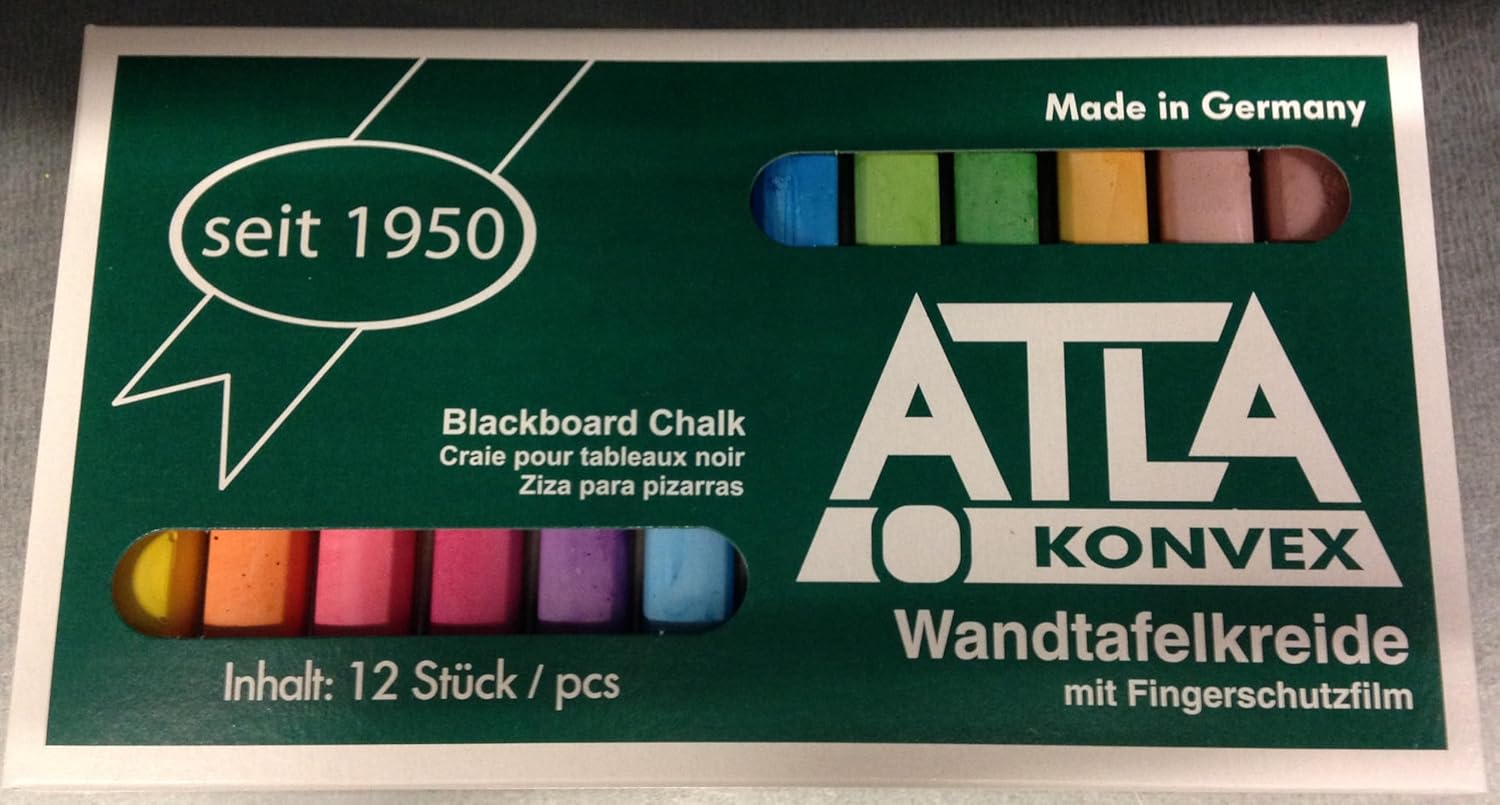 Made in Germany
seit 1950
ATLA
KONVEX
Blackboard Chalk
Craie pour tableaux noir
Ziza para pizarras
Wandtafelkreide
mit Fingerschutzfilm
Inhalt: 12 Stück / pcs